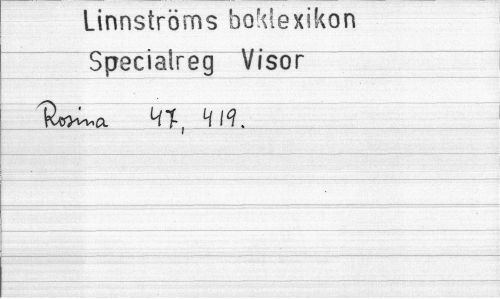 Linnströms boklexikon
Specialreg Visor
Rosina 47, 419.